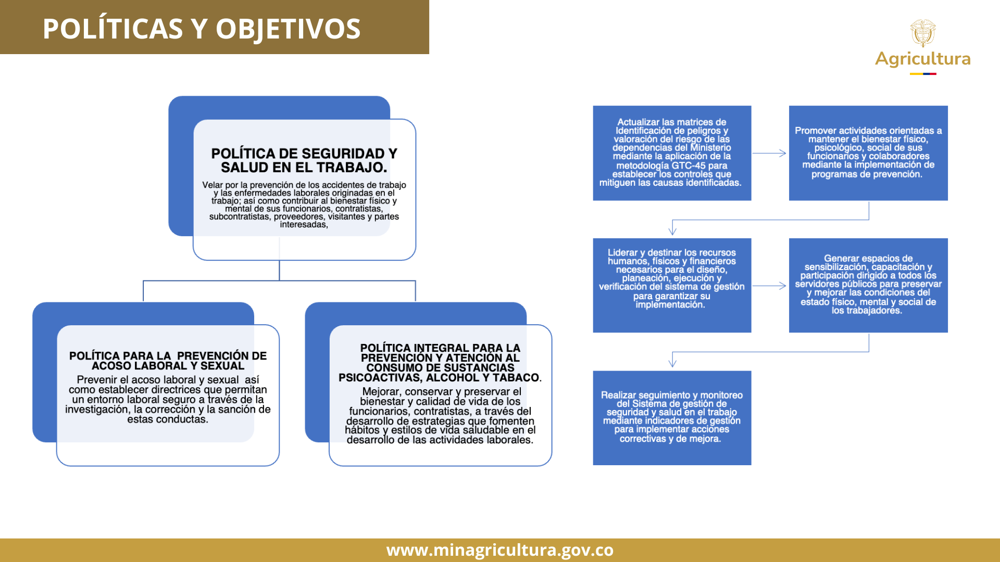 POLÍTICAS Y OBJETIVOS
Agricultura
POLÍTICA DE SEGURIDAD Y
SALUD EN EL TRABAJO.
Velar por la prevención de los accidentes de trabajo
y las enfermedades laborales originadas en el
trabajo; así como contribuir al bienestar físico y
mental de sus funcionarios, contratistas,
subcontratistas, proveedores, visitantes y partes
interesadas,
POLÍTICA PARA LA  PREVENCIÓN DE
ACOSO LABORAL Y SEXUAL
Prevenir el acoso laboral y sexual  así
como establecer directrices que permitan
un entorno laboral seguro a través de la
investigación, la corrección y la sanción de
estas conductas.
POLÍTICA INTEGRAL PARA LA
PREVENCIÓN Y ATENCIÓN AL
CONSUMO DE SUSTANCIAS
PSICOACTIVAS, ALCOHOL Y TABACO.
Mejorar, conservar y preservar el
bienestar y calidad de vida de los
funcionarios, contratistas, a través del
desarrollo de estrategias que fomenten
hábitos y estilos de vida saludable en el
desarrollo de las actividades laborales.
Actualizar las matrices de
Identificación de peligros y
valoración del riesgo de las
dependencias del Ministerio
mediante la aplicación de la
metodología GTC-45 para
establecer los controles que
mitiguen las causas identificadas.
Promover actividades orientadas a
mantener el bienestar físico,
psicológico, social de sus
funcionarios y colaboradores
mediante la implementación de
programas de prevención.
Liderar y destinar los recursos
humanos, físicos y financieros
necesarios para el diseño,
planeación, ejecución y
verificación del sistema de gestión
para garantizar su
implementación.
Generar espacios de
sensibilización, capacitación y
participación dirigido a todos los
servidores públicos para preservar
y mejorar las condiciones del
estado físico, mental y social de
los trabajadores.
Realizar seguimiento y monitoreo
del Sistema de gestión de
seguridad y salud en el trabajo
mediante indicadores de gestión
para implementar acciones
correctivas y de mejora.
www.minagricultura.gov.co